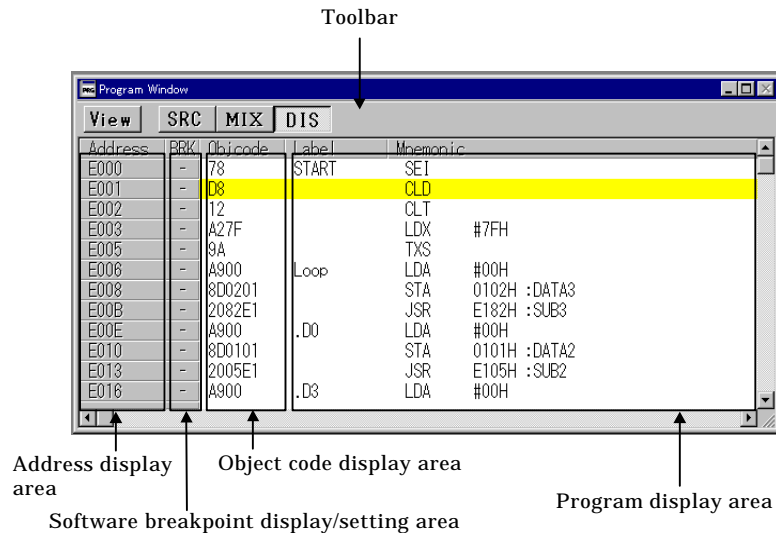 Toolbar
PRG Program Window
View SRC MIX DIS
Address BRK Objcode Label Mnemonic
E000 - 78 START SEI
E001 - D8 CLD
E002 - 12 CLT
E003 - A27F LDX #7FH
E005 - 9A TXS
E006 - A900 Loop LDA #00H
E008 - 8D0201 STA 0102H :DATA3
E00B - 2082E1 JSR E182H :SUB3
E00E - A900 .D0 LDA #00H
E010 - 8D0101 STA 0101H :DATA2
E013 - 2005E1 JSR E105H :SUB2
E016 - A900 .D3 LDA #00H
Address display
area
Object code display area
Program display area
Software breakpoint display/setting area